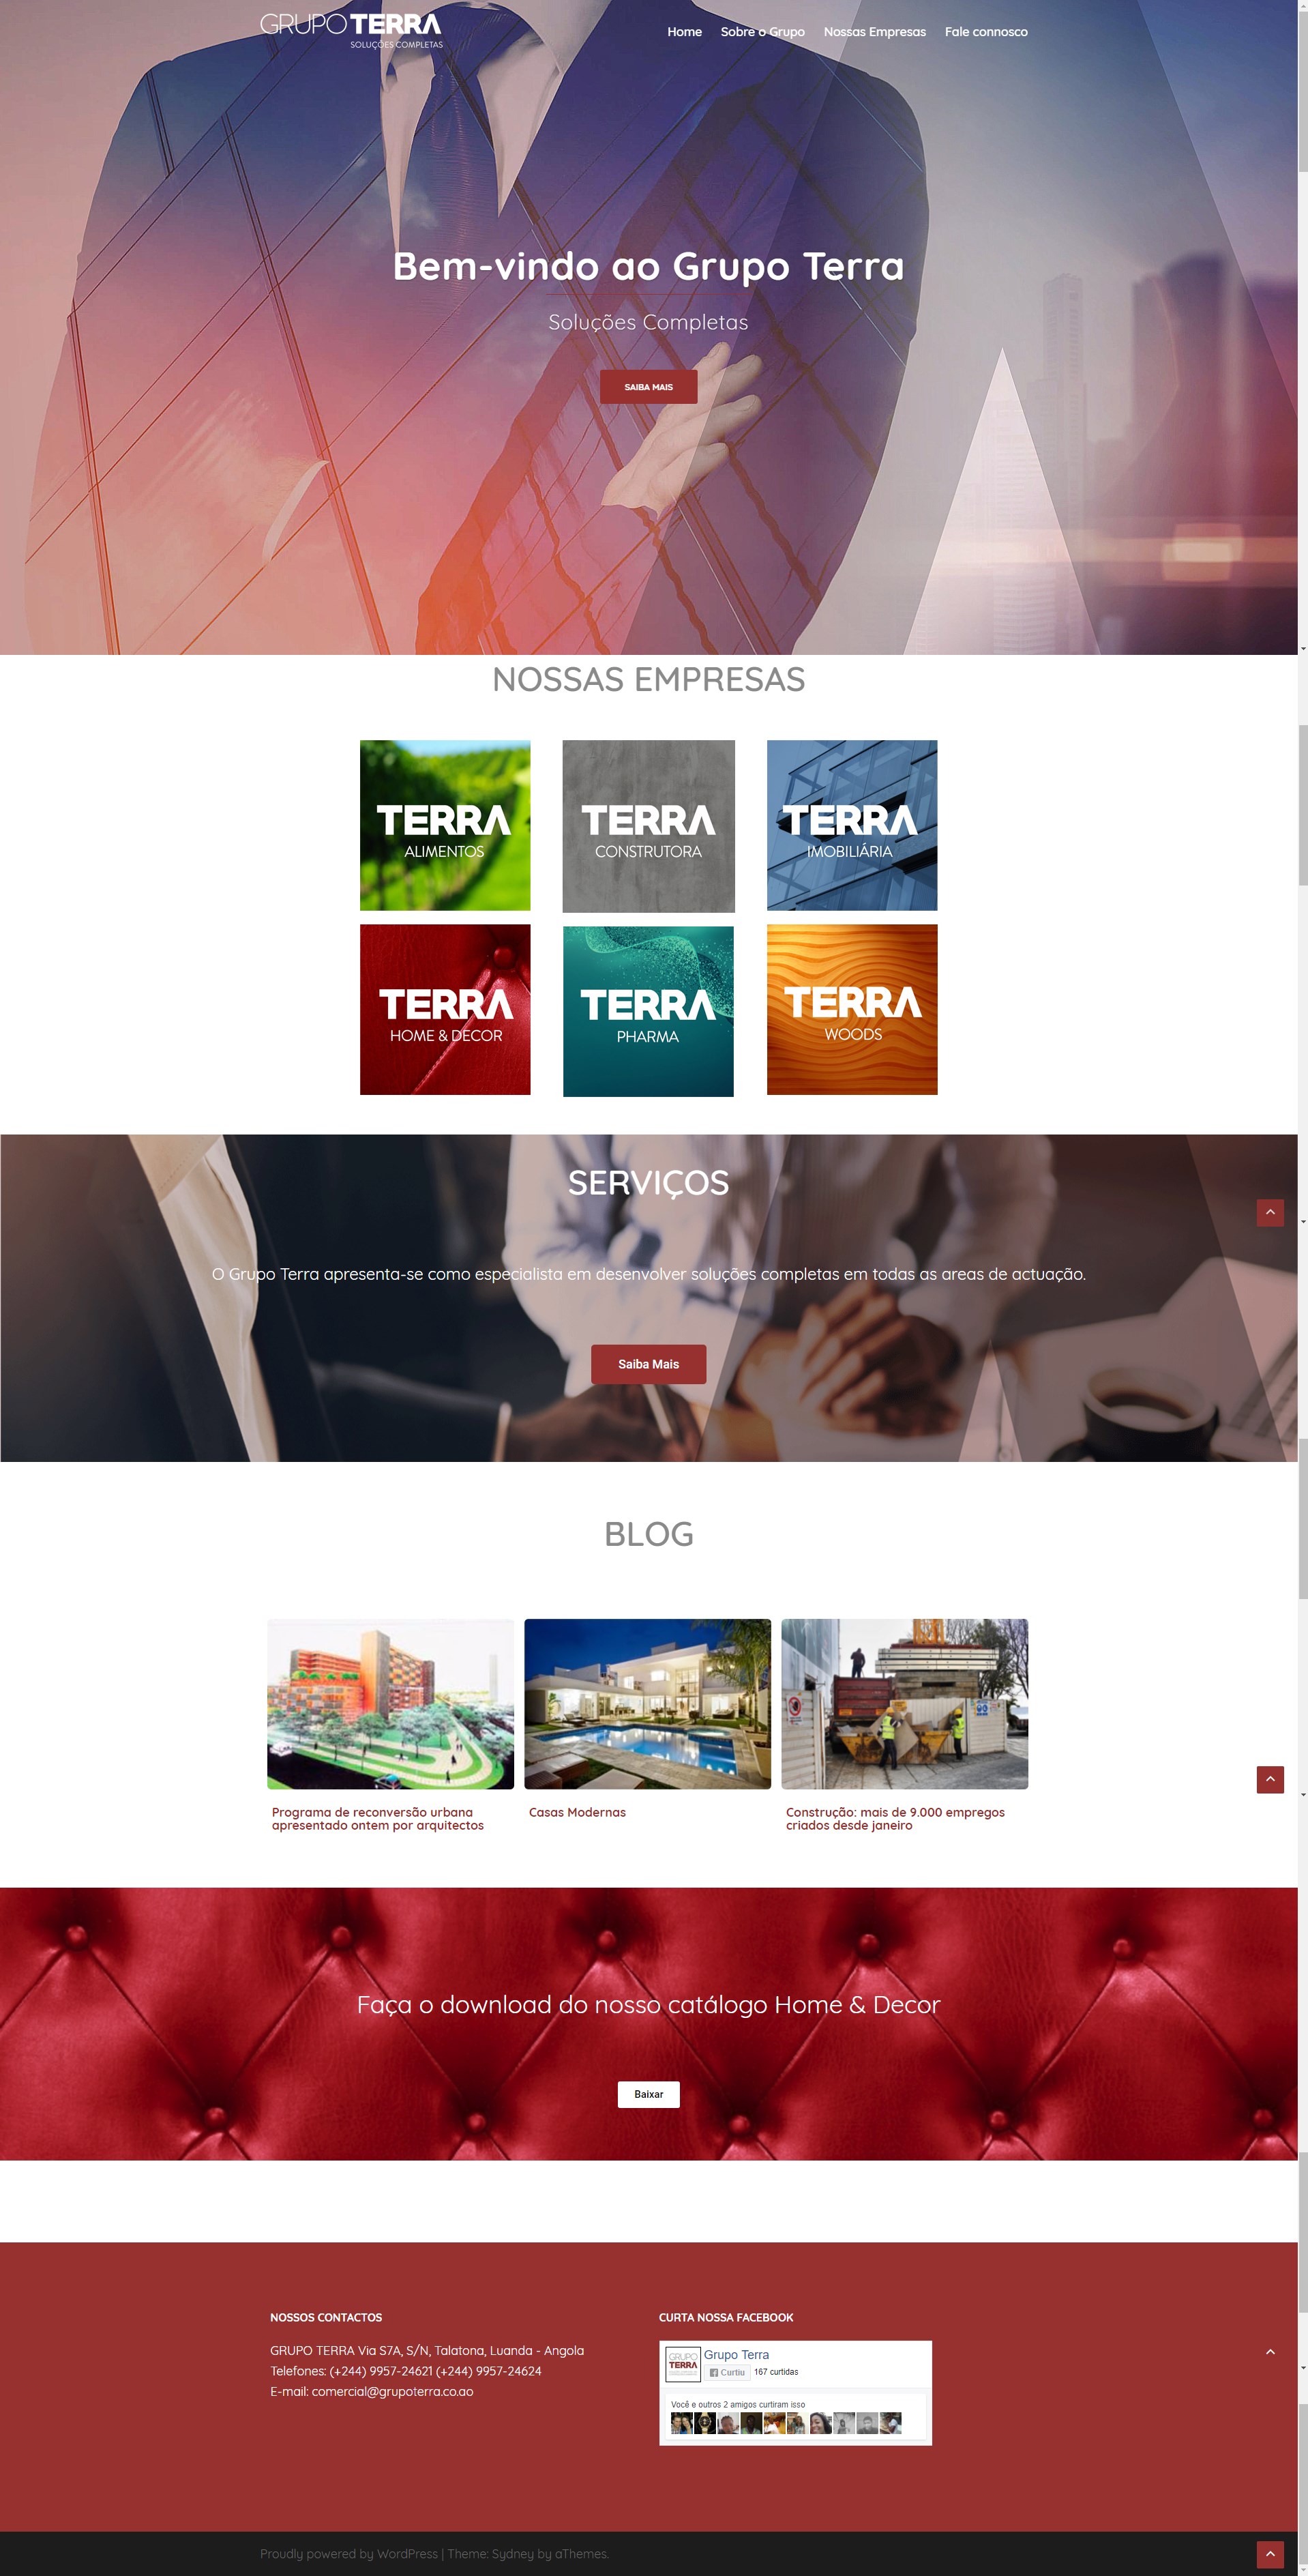 GRUPO TERRA
SOLUÇÕES COMPLETAS
Home Sobre o Grupo Nossas Empresas Fale connosco
Bem-vindo ao Grupo Terra
Soluções Completas
SAIBA MAIS
NOSSAS EMPRESAS
TERRA
ALIMENTOS
TERRA
CONSTRUTORA
TERRA
IMOBILIÁRIA
TERRA
HOME & DECOR
TERRA
PHARMA
TERRA
WOODS
SERVIÇOS
O Grupo Terra apresenta-se como especialista em desenvolver soluções completas em todas as areas de actuação.
Saiba Mais
BLOG
Programa de reconversão urbana
apresentado ontem por arquitectos
Casas Modernas
Construção: mais de 9.000 empregos
criados desde janeiro
Faça o download do nosso catálogo Home & Decor
Baixar
NOSSOS CONTACTOS
GRUPO TERRA Via S7A, S/N, Talatona, Luanda - Angola
Telefones: (+244) 9957-24621 (+244) 9957-24624
E-mail: comercial@grupoterra.co.ao
CURTA NOSSA FACEBOOK
GRUPO
TERRA
Grupo Terra
Curtiu 167 curtidas
Você e outros 2 amigos curtiram isso
Proudly powered by WordPress | Theme: Sydney by aThemes.